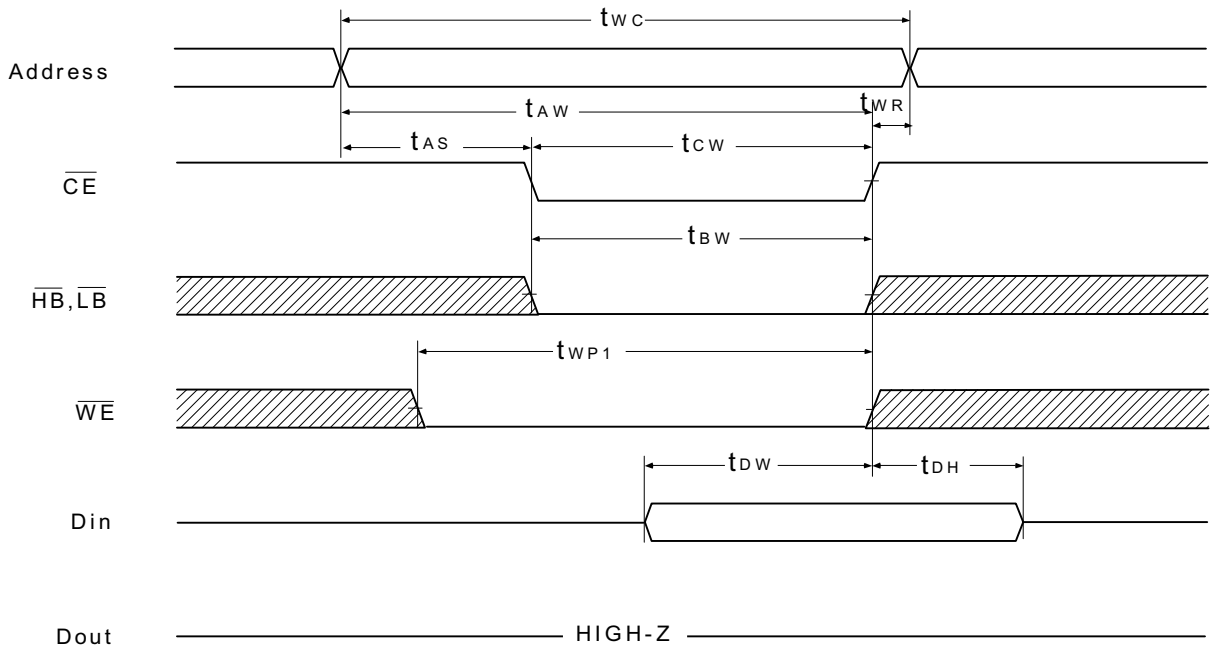 tWC
Address
tAW
tWR
tAS
tCW
CE
tBW
HB,LB
tWP1
WE
tDW
tDH
Din
Dout
HIGH-Z